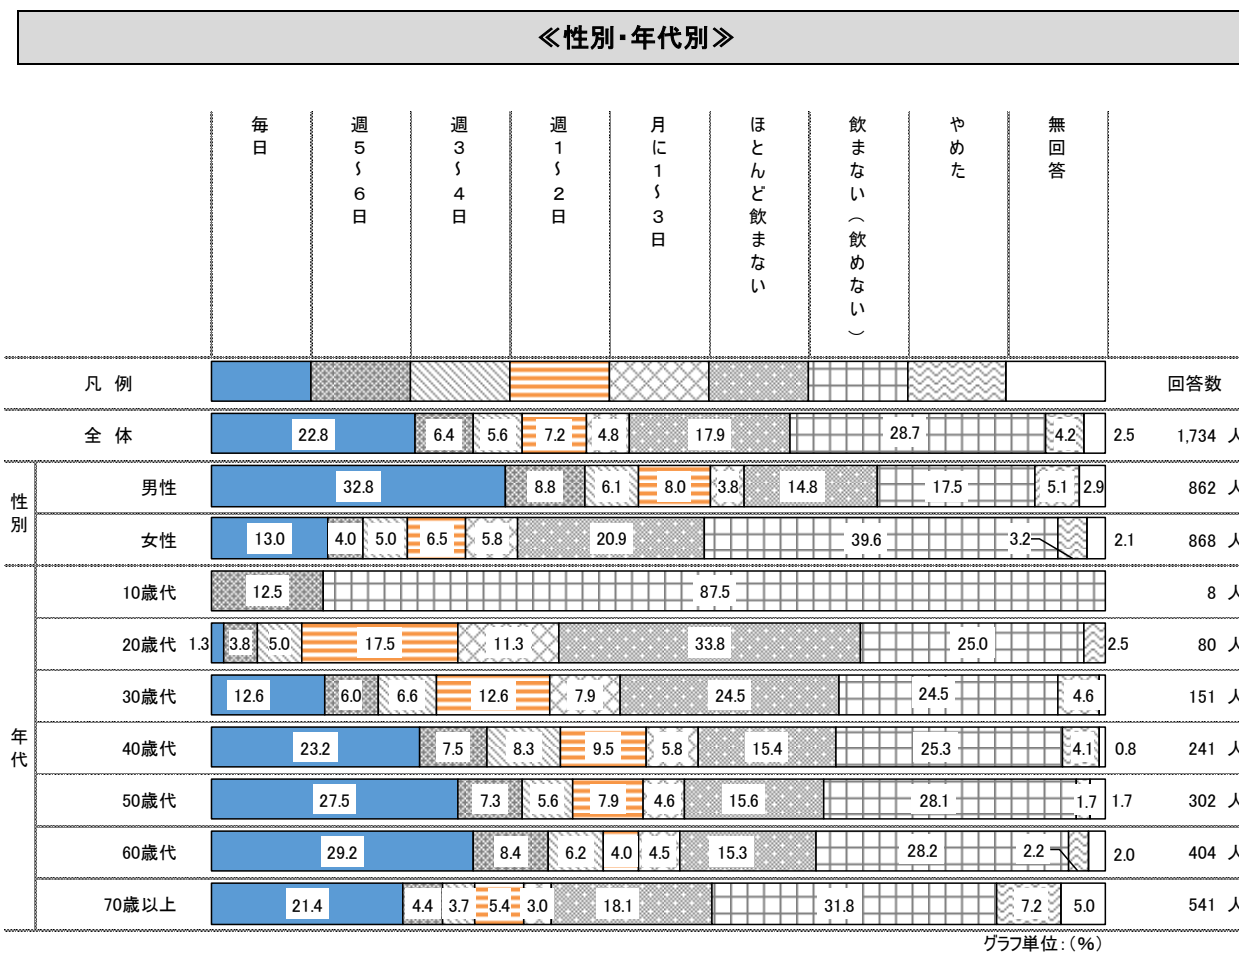 ≪性別・年代別≫
毎日
週5～6日
週3～4日
週1～2日
月に1～3日
ほとんど飲まない
飲まない（飲めない）
やめた
無回答
凡 例 回答数
全 体 22.8 6.4 5.6 7.2 4.8 17.9 28.7 4.2 2.5 1,734 人
性別
男性 32.8 8.8 6.1 8.0 3.8 14.8 17.5 5.1 2.9 862 人
女性 13.0 4.0 5.0 6.5 5.8 20.9 39.6 3.2 2.1 868 人
年代
10歳代 12.5 87.5 8 人
20歳代 1.3 3.8 5.0 17.5 11.3 33.8 25.0 2.5 80 人
30歳代 12.6 6.0 6.6 12.6 7.9 24.5 24.5 4.6 151 人
40歳代 23.2 7.5 8.3 9.5 5.8 15.4 25.3 4.1 0.8 241 人
50歳代 27.5 7.3 5.6 7.9 4.6 15.6 28.1 1.7 1.7 302 人
60歳代 29.2 8.4 6.2 4.0 4.5 15.3 28.2 2.2 2.0 404 人
70歳以上 21.4 4.4 3.7 5.4 3.0 18.1 31.8 7.2 5.0 541 人
グラフ単位：（％）